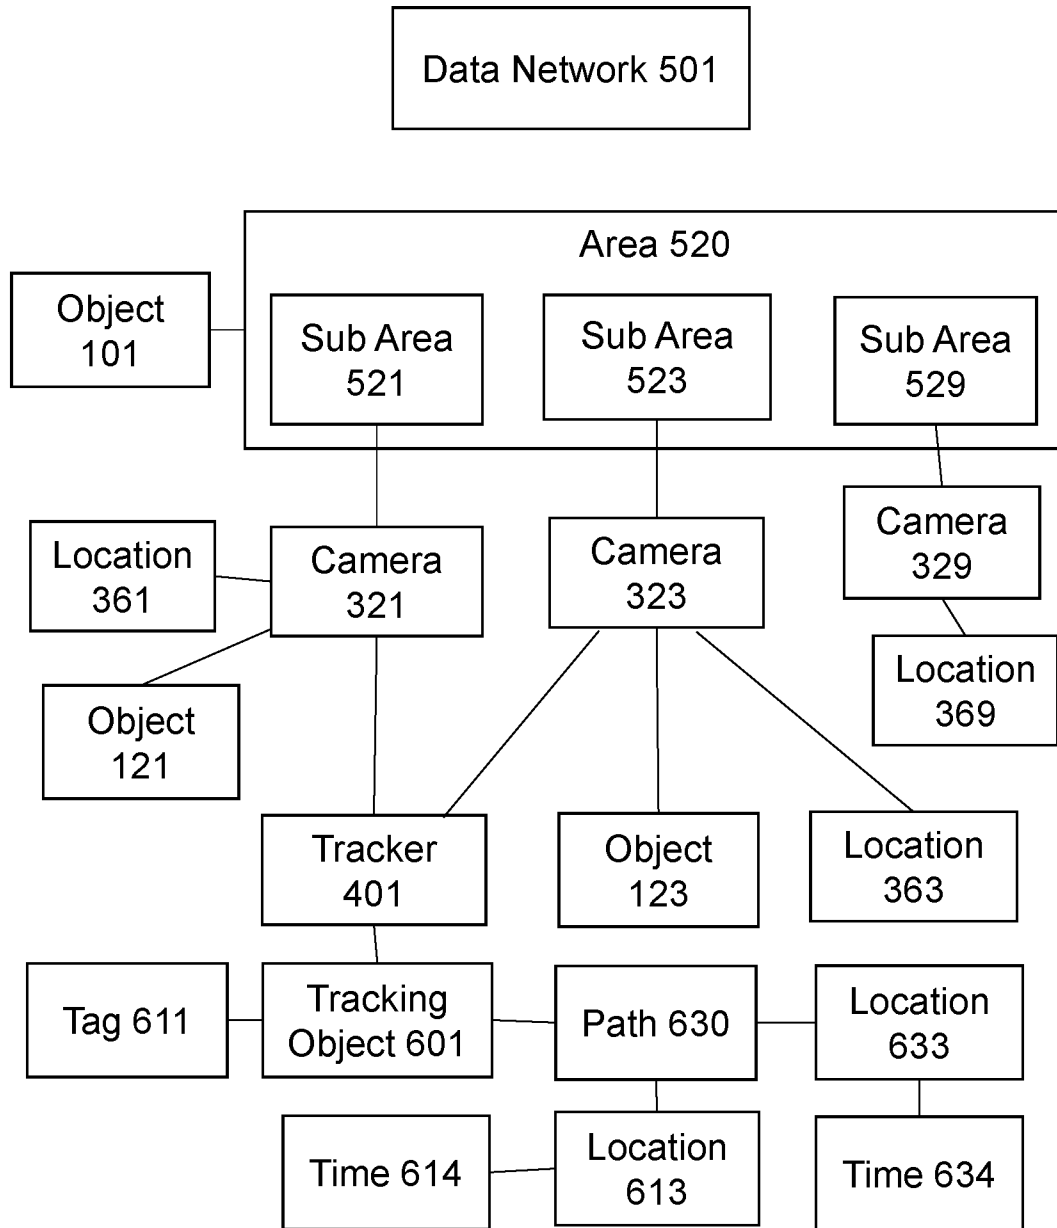 Data Network 501
Area 520
Object
101
Sub Area
521
Sub Area
523
Sub Area
529
Location
361
Camera
321
Camera
323
Camera
329
Object
121
Location
369
Tracker
401
Object
123
Location
363
Tag 611
Tracking
Object 601
Path 630
Location
633
Time 614
Location
613
Time 634